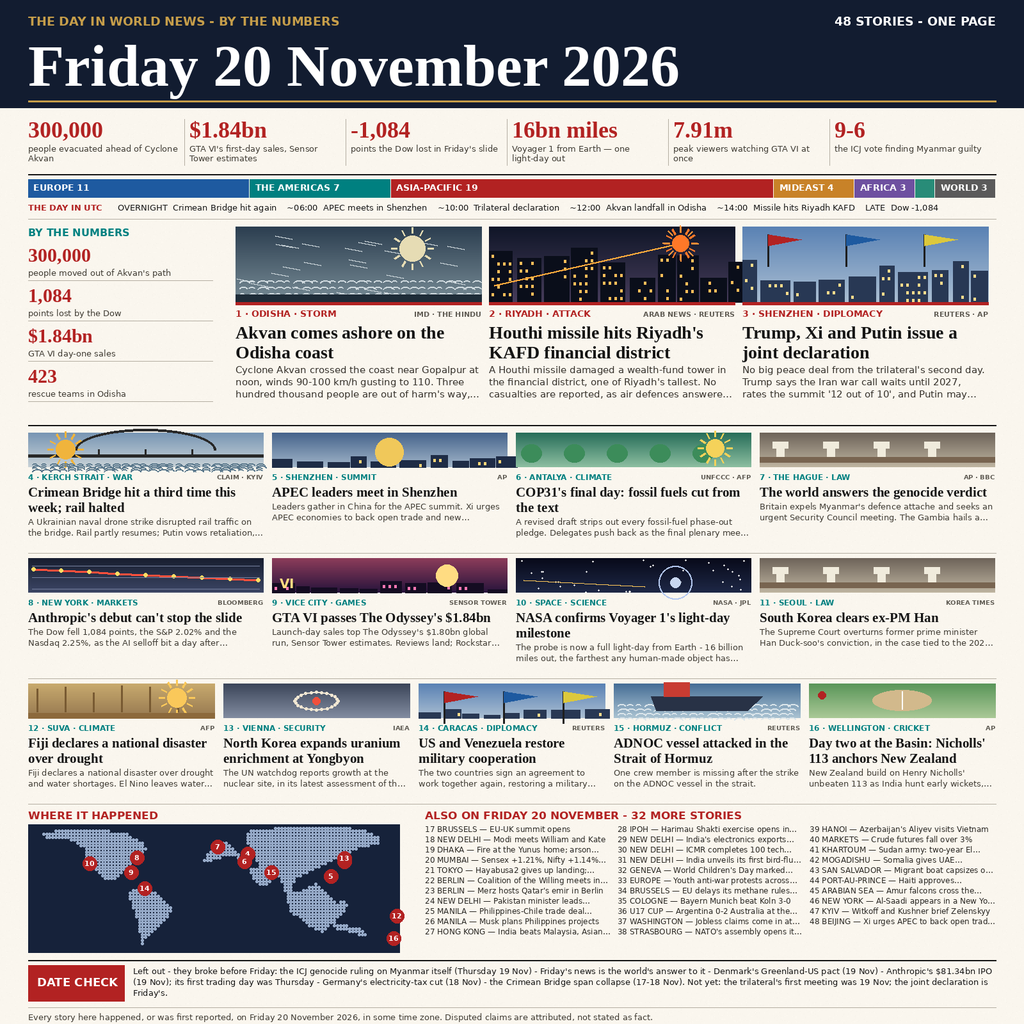 THE DAY IN WORLD NEWS - BY THE NUMBERS
48 STORIES - ONE PAGE
Friday 20 November 2026
300,000
people evacuated ahead of Cyclone
Akvan
$1.84bn
GTA VI's first-day sales, Sensor
Tower estimates
-1,084
points the Dow lost in Friday's slide
16bn miles
Voyager 1 from Earth — one
light-day out
7.91m
peak viewers watching GTA VI at
once
9-6
the ICJ vote finding Myanmar guilty
EUROPE 11
THE AMERICAS 7
ASIA-PACIFIC 19
MIDEAST 4
AFRICA 3
WORLD 3
THE DAY IN UTC OVERNIGHT Crimean Bridge hit again ~06:00 APEC meets in Shenzhen ~10:00 Trilateral declaration ~12:00 Akvan landfall in Odisha ~14:00 Missile hits Riyadh KAFD LATE Dow -1,084
BY THE NUMBERS
300,000
people moved out of Akvan's path
1,084
points lost by the Dow
$1.84bn
GTA VI day-one sales
423
rescue teams in Odisha
1 · ODISHA · STORM
IMD · THE HINDU
Akvan comes ashore on the
Odisha coast
Cyclone Akvan crossed the coast near Gopalpur at
noon, winds 90-100 km/h gusting to 110. Three
hundred thousand people are out of harm's way,...
2 · RIYADH · ATTACK
ARAB NEWS · REUTERS
Houthi missile hits Riyadh's
KAFD financial district
A Houthi missile damaged a wealth-fund tower in
the financial district, one of Riyadh's tallest. No
casualties are reported, as air defences answere...
3 · SHENZHEN · DIPLOMACY
REUTERS · AP
Trump, Xi and Putin issue a
joint declaration
No big peace deal from the trilateral's second day.
Trump says the Iran war call waits until 2027,
rates the summit '12 out of 10', and Putin may...
4 · KERCH STRAIT · WAR
CLAIM · KYIV
Crimean Bridge hit a third time this
week; rail halted
A Ukrainian naval drone strike disrupted rail traffic on
the bridge. Rail partly resumes; Putin vows retaliation,...
5 · SHENZHEN · SUMMIT
AP
APEC leaders meet in Shenzhen
Leaders gather in China for the APEC summit. Xi urges
APEC economies to back open trade and new...
6 · ANTALYA · CLIMATE
UNFCCC · AFP
COP31's final day: fossil fuels cut from
the text
A revised draft strips out every fossil-fuel phase-out
pledge. Delegates push back as the final plenary mee...
7 · THE HAGUE · LAW
AP · BBC
The world answers the genocide verdict
Britain expels Myanmar's defence attache and seeks an
urgent Security Council meeting. The Gambia hails a...
8 · NEW YORK · MARKETS
BLOOMBERG
Anthropic's debut can't stop the slide
The Dow fell 1,084 points, the S&P 2.02% and the
Nasdaq 2.25%, as the AI selloff bit a day after...
VI
9 · VICE CITY · GAMES
SENSOR TOWER
GTA VI passes The Odyssey's $1.84bn
Launch-day sales top The Odyssey's $1.80bn global
run, Sensor Tower estimates. Reviews land; Rockstar...
10 · SPACE · SCIENCE
NASA · JPL
NASA confirms Voyager 1's light-day
milestone
The probe is now a full light-day from Earth - 16 billion
miles out, the farthest any human-made object has...
11 · SEOUL · LAW
KOREA TIMES
South Korea clears ex-PM Han
The Supreme Court overturns former prime minister
Han Duck-soo's conviction, in the case tied to the 202...
12 · SUVA · CLIMATE
AFP
Fiji declares a national disaster
over drought
Fiji declares a national disaster over drought
and water shortages. El Nino leaves water...
13 · VIENNA · SECURITY
IAEA
North Korea expands uranium
enrichment at Yongbyon
The UN watchdog reports growth at the
nuclear site, in its latest assessment of th...
14 · CARACAS · DIPLOMACY
REUTERS
US and Venezuela restore
military cooperation
The two countries sign an agreement to
work together again, restoring a military...
15 · HORMUZ · CONFLICT
REUTERS
ADNOC vessel attacked in the
Strait of Hormuz
One crew member is missing after the strike
on the ADNOC vessel in the strait.
16 · WELLINGTON · CRICKET
AP
Day two at the Basin: Nicholls'
113 anchors New Zealand
New Zealand build on Henry Nicholls'
unbeaten 113 as India hunt early wickets,...
WHERE IT HAPPENED
10
8
9
14
7
4
6
15
13
5
12
16
ALSO ON FRIDAY 20 NOVEMBER - 32 MORE STORIES
17 BRUSSELS — EU-UK summit opens
18 NEW DELHI — Modi meets William and Kate
19 DHAKA — Fire at the Yunus home; arson...
20 MUMBAI — Sensex +1.21%, Nifty +1.14%...
21 TOKYO — Hayabusa2 gives up landing;...
22 BERLIN — Coalition of the Willing meets in...
23 BERLIN — Merz hosts Qatar's emir in Berlin
24 NEW DELHI — Pakistan minister leads...
25 MANILA — Philippines-Chile trade deal...
26 MANILA — Musk plans Philippines projects
27 HONG KONG — India beats Malaysia, Asian...
28 IPOH — Harimau Shakti exercise opens in...
29 NEW DELHI — India's electronics exports...
30 NEW DELHI — ICMR completes 100 tech...
31 NEW DELHI — India unveils its first bird-flu...
32 GENEVA — World Children's Day marked...
33 EUROPE — Youth anti-war protests across...
34 BRUSSELS — EU delays its methane rules...
35 COLOGNE — Bayern Munich beat Koln 3-0
36 U17 CUP — Argentina 0-2 Australia at the...
37 WASHINGTON — Jobless claims come in at...
38 STRASBOURG — NATO's assembly opens it...
39 HANOI — Azerbaijan's Aliyev visits Vietnam
40 MARKETS — Crude futures fall over 3%
41 KHARTOUM — Sudan army: two-year El...
42 MOGADISHU — Somalia gives UAE...
43 SAN SALVADOR — Migrant boat capsizes o...
44 PORT-AU-PRINCE — Haiti approves...
45 ARABIAN SEA — Amur falcons cross the...
46 NEW YORK — Al-Saadi appears in a New Yo...
47 KYIV — Witkoff and Kushner brief Zelenskyy
48 BEIJING — Xi urges APEC to back open trad...
DATE CHECK
Left out - they broke before Friday: the ICJ genocide ruling on Myanmar itself (Thursday 19 Nov) - Friday's news is the world's answer to it - Denmark's Greenland-US pact (19 Nov) - Anthropic's $81.34bn IPO
(19 Nov); its first trading day was Thursday - Germany's electricity-tax cut (18 Nov) - the Crimean Bridge span collapse (17-18 Nov). Not yet: the trilateral's first meeting was 19 Nov; the joint declaration is
Friday's.
Every story here happened, or was first reported, on Friday 20 November 2026, in some time zone. Disputed claims are attributed, not stated as fact.